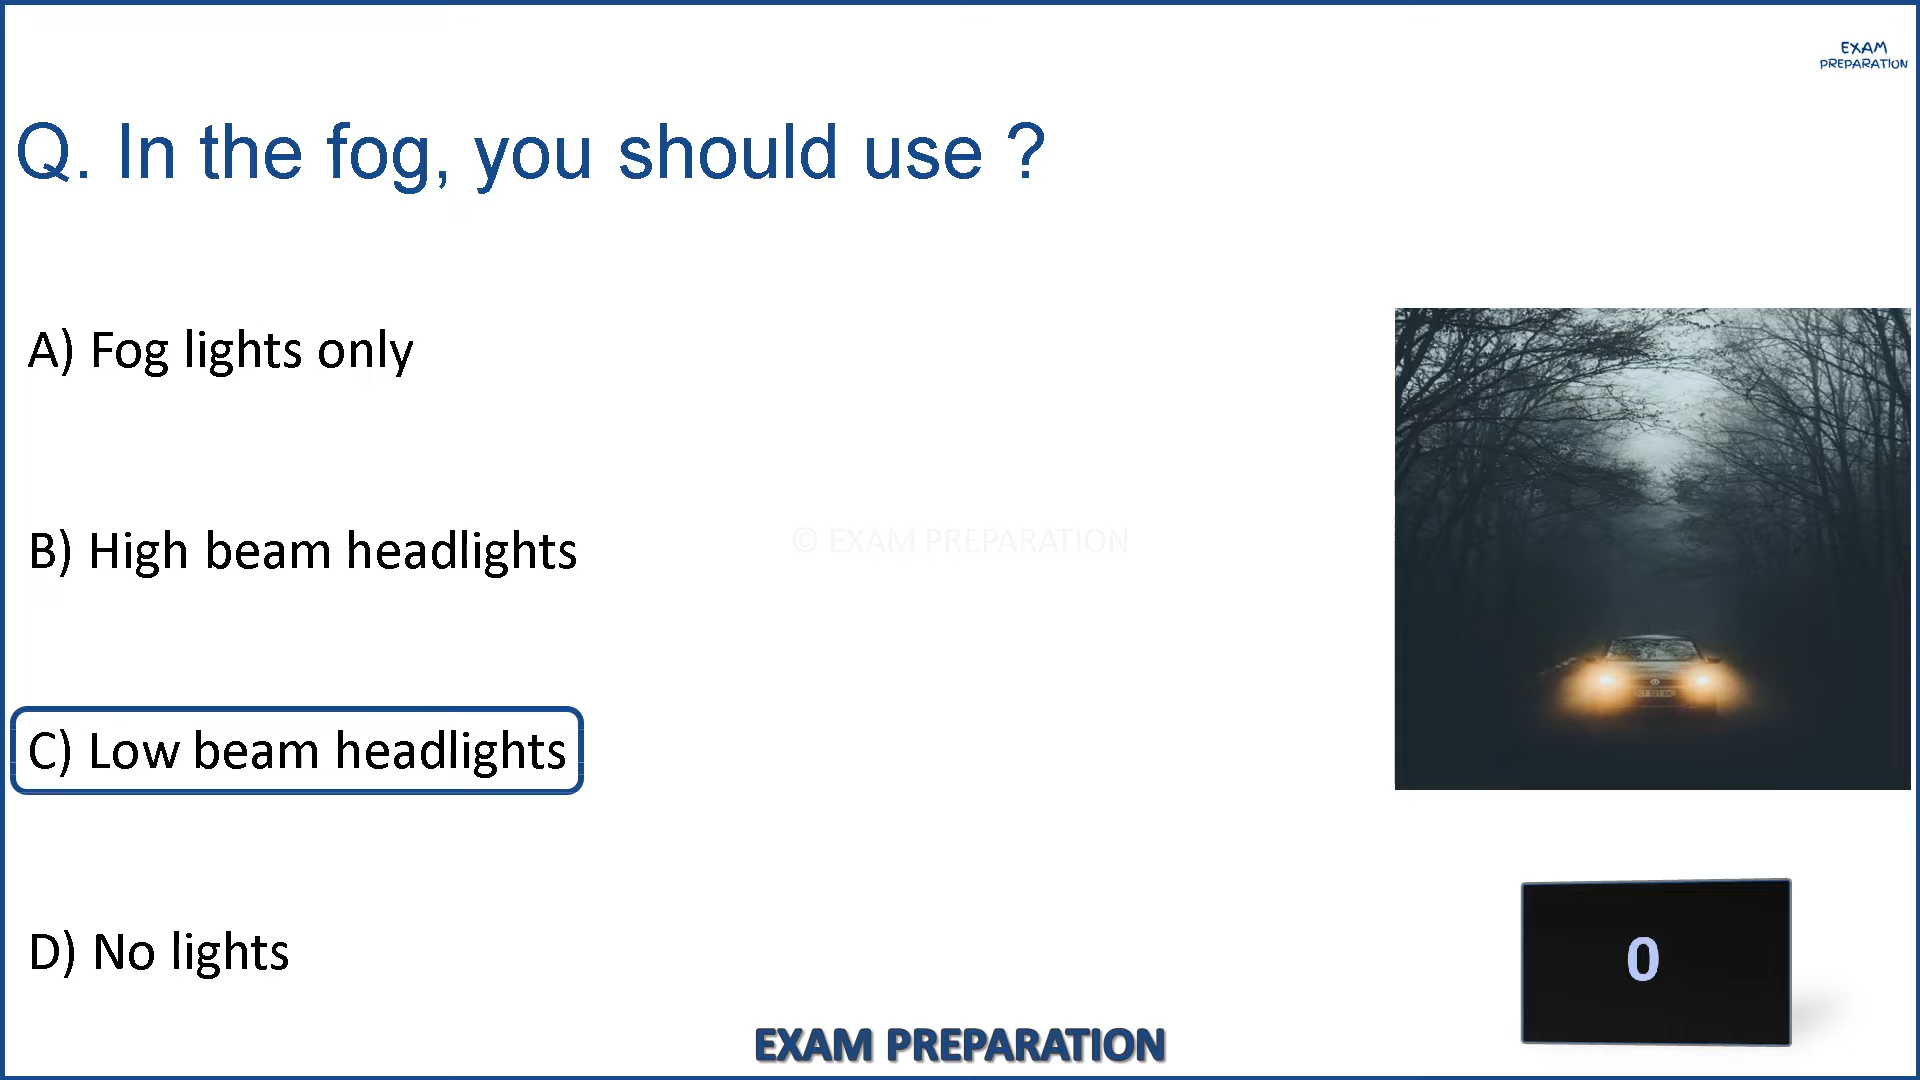 EXAM
PREPARATION
Q. In the fog, you should use ?
A) Fog lights only
B) High beam headlights
© EXAM PREPARATION
C) Low beam headlights
D) No lights
0
EXAM PREPARATION